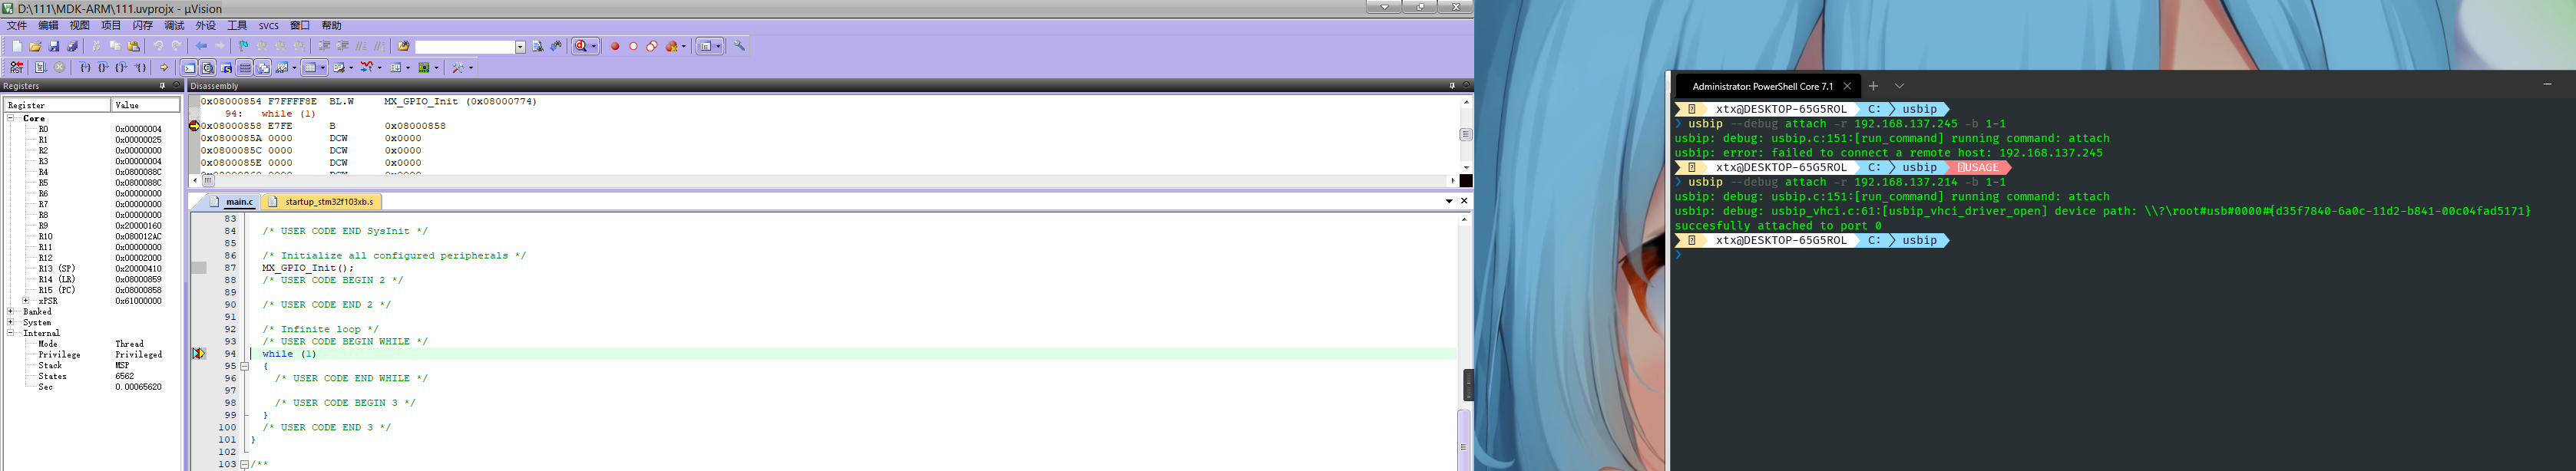 D:\111\MDK-ARM\111.uvprojx - µVision
文件 编辑 视图 项目 闪存 调试 外设 工具 SVCS 窗口 帮助
Registers
Register Value
Core
R0 0x00000004
R1 0x00000025
R2 0x00000000
R3 0x00000004
R4 0x0800088C
R5 0x0800088C
R6 0x00000000
R7 0x00000000
R8 0x00000000
R9 0x20000160
R10 0x080012AC
R11 0x00000000
R12 0x00002000
R13 (SP) 0x20000410
R14 (LR) 0x08000859
R15 (PC) 0x08000858
xPSR 0x61000000
Banked
System
Internal
Mode Thread
Privilege Privileged
Stack MSP
States 6562
Sec 0.00065620
Disassembly
0x08000854 F7FFFF8E BL.W MX_GPIO_Init (0x08000774)
94: while (1)
0x08000858 E7FE B 0x08000858
0x0800085A 0000 DCW 0x0000
0x0800085C 0000 DCW 0x0000
0x0800085E 0000 DCW 0x0000
main.c startup_stm32f103xb.s
83
84 /* USER CODE END SysInit */
85
86 /* Initialize all configured peripherals */
87 MX_GPIO_Init();
88 /* USER CODE BEGIN 2 */
89
90 /* USER CODE END 2 */
91
92 /* Infinite loop */
93 /* USER CODE BEGIN WHILE */
94 while (1)
95 {
96 /* USER CODE END WHILE */
97
98 /* USER CODE BEGIN 3 */
99 }
100 /* USER CODE END 3 */
101 }
102
103 /**
Administrator: PowerShell Core 7.1
xtx@DESKTOP-65G5ROL C: usbip
usbip --debug attach -r 192.168.137.245 -b 1-1
usbip: debug: usbip.c:151:[run_command] running command: attach
usbip: error: failed to connect a remote host: 192.168.137.245
xtx@DESKTOP-65G5ROL C: usbip USAGE
usbip --debug attach -r 192.168.137.214 -b 1-1
usbip: debug: usbip.c:151:[run_command] running command: attach
usbip: debug: usbip_vhci.c:61:[usbip_vhci_driver_open] device path: \\?\root#usb#0000#{d35f7840-6a0c-11d2-b841-00c04fad5171}
succesfully attached to port 0
xtx@DESKTOP-65G5ROL C: usbip